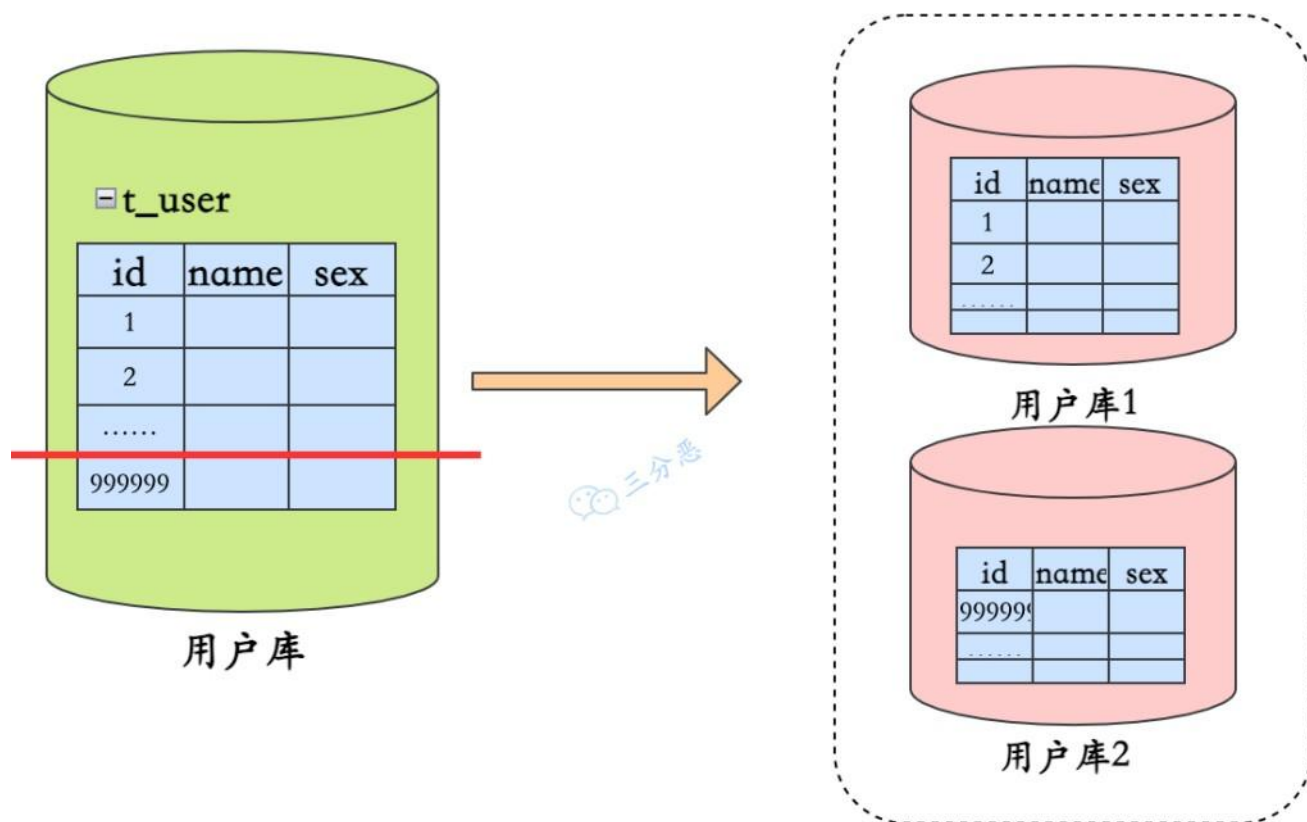 t_user
id name sex
1
2
......
999999
用户库
三分恶
id name sex
1
2
......
用户库1
id name sex
999999
......
用户库2